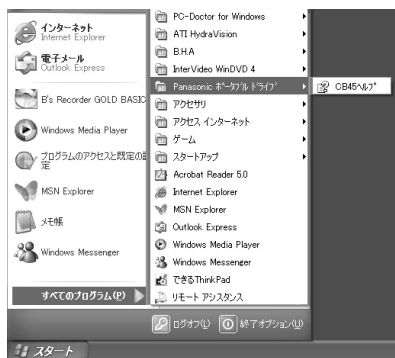 インターネット
Internet Explorer
電子メール
Outlook Express
B's Recorder GOLD BASIC
Windows Media Player
プログラムのアクセスと既定の設
定
MSN Explorer
メモ帳
Windows Messenger
すべてのプログラム(P)
PC-Doctor for Windows
ATI HydraVision
B.H.A
InterVideo WinDVD 4
Panasonic ポータブル ドライブ
アクセサリ
アクセス インターネット
ゲーム
スタートアップ
Acrobat Reader 5.0
Internet Explorer
MSN Explorer
Outlook Express
Windows Media Player
Windows Messenger
できるThinkPad
リモート アシスタンス
CB45ヘルプ
ログオフ(L)
終了オプション(U)
スタート